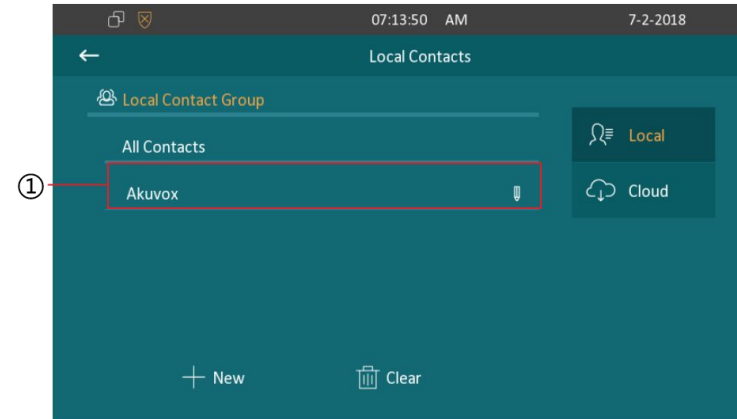 07:13:50 AM 7-2-2018
Local Contacts
Local Contact Group
Local
All Contacts
① Akuvox
Cloud
New Clear